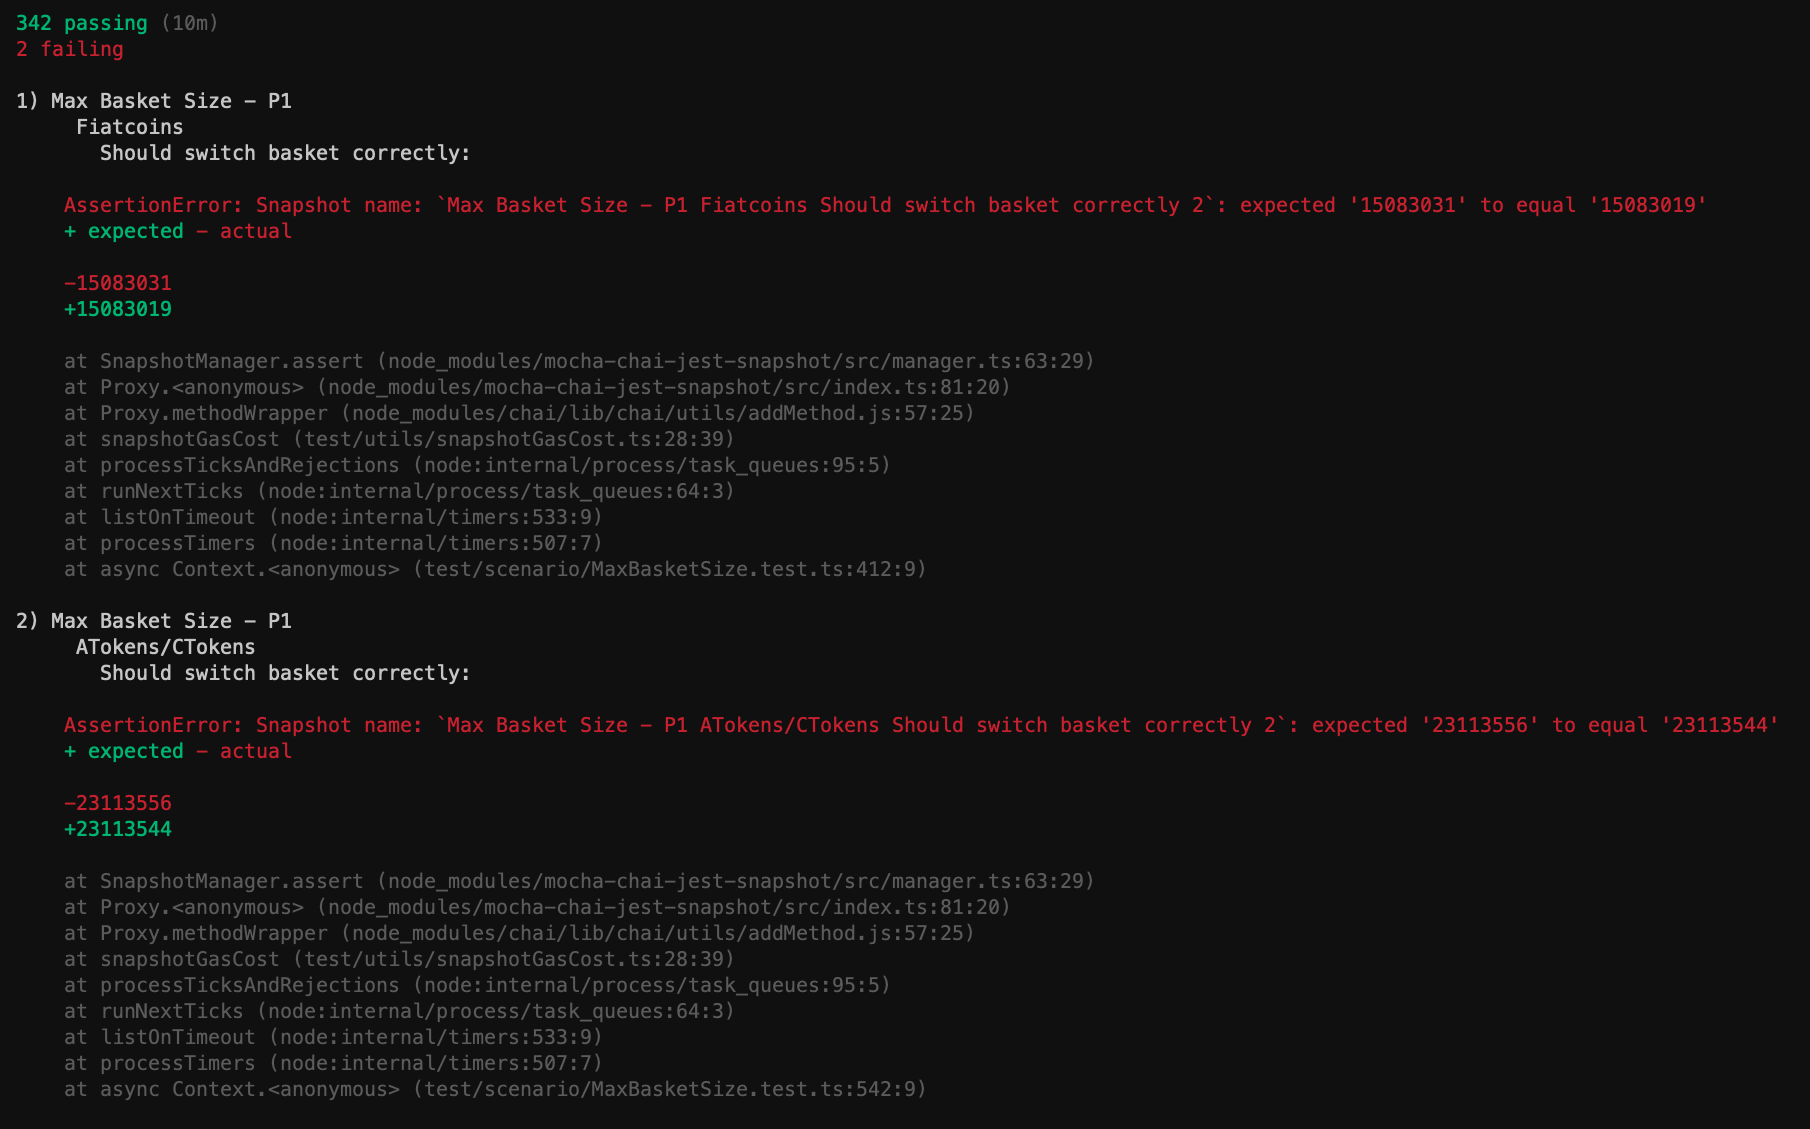 342 passing (10m)
2 failing
1) Max Basket Size – P1
Fiatcoins
Should switch basket correctly:
AssertionError: Snapshot name: `Max Basket Size – P1 Fiatcoins Should switch basket correctly 2`: expected '15083031' to equal '15083019'
+ expected – actual
–15083031
+15083019
at SnapshotManager.assert (node_modules/mocha–chai–jest–snapshot/src/manager.ts:63:29)
at Proxy.<anonymous> (node_modules/mocha–chai–jest–snapshot/src/index.ts:81:20)
at Proxy.methodWrapper (node_modules/chai/lib/chai/utils/addMethod.js:57:25)
at snapshotGasCost (test/utils/snapshotGasCost.ts:28:39)
at processTicksAndRejections (node:internal/process/task_queues:95:5)
at runNextTicks (node:internal/process/task_queues:64:3)
at listOnTimeout (node:internal/timers:533:9)
at processTimers (node:internal/timers:507:7)
at async Context.<anonymous> (test/scenario/MaxBasketSize.test.ts:412:9)
2) Max Basket Size – P1
ATokens/CTokens
Should switch basket correctly:
AssertionError: Snapshot name: `Max Basket Size – P1 ATokens/CTokens Should switch basket correctly 2`: expected '23113556' to equal '23113544'
+ expected – actual
–23113556
+23113544
at SnapshotManager.assert (node_modules/mocha–chai–jest–snapshot/src/manager.ts:63:29)
at Proxy.<anonymous> (node_modules/mocha–chai–jest–snapshot/src/index.ts:81:20)
at Proxy.methodWrapper (node_modules/chai/lib/chai/utils/addMethod.js:57:25)
at snapshotGasCost (test/utils/snapshotGasCost.ts:28:39)
at processTicksAndRejections (node:internal/process/task_queues:95:5)
at runNextTicks (node:internal/process/task_queues:64:3)
at listOnTimeout (node:internal/timers:533:9)
at processTimers (node:internal/timers:507:7)
at async Context.<anonymous> (test/scenario/MaxBasketSize.test.ts:542:9)